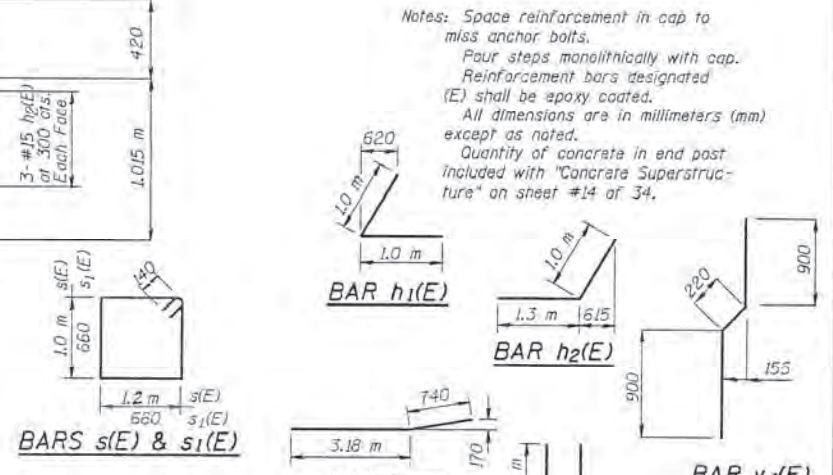 Notes: Space reinforcement in cap to
miss anchor bolts.
Pour steps monolithically with cap.
Reinforcement bars designated
(E) shall be epoxy coated.
All dimensions are in millimeters (mm)
except as noted.
Quantity of concrete in end post
included with "Concrete Superstruc-
ture" on sheet #14 of 34.
420
3-#15 h2(E)
at 300 cts.
Each Face
1.015 m
620
1.0 m
1.0 m
BAR h1(E)
1.0 m
1.3 m
615
BAR h2(E)
900
220
155
900
s(E)
s1(E)
140
1.0 m
660
1.2 m s(E)
660 s1(E)
BARS s(E) & s1(E)
740
3.18 m
170
m